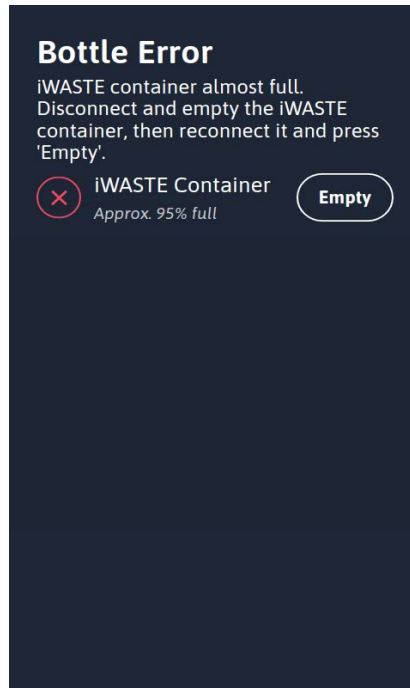 Bottle Error
iWASTE container almost full.
Disconnect and empty the iWASTE
container, then reconnect it and press
'Empty'.
iWASTE Container
Empty
Approx. 95% full